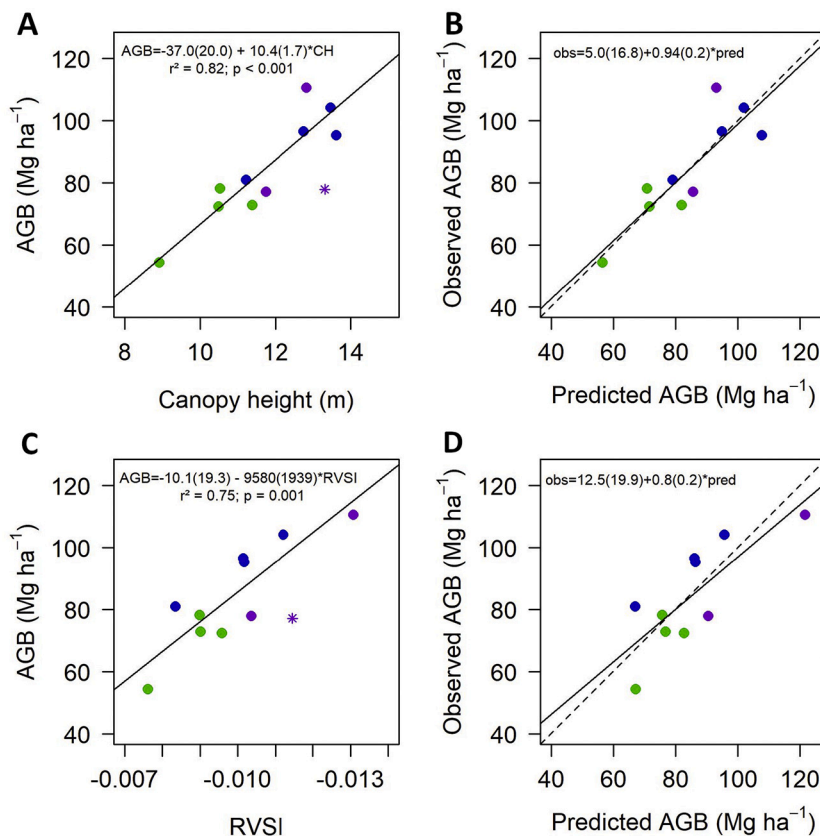 A
AGB=-37.0(20.0) + 10.4(1.7)*CH
r² = 0.82; p < 0.001
AGB (Mg ha⁻¹)
120
100
80
60
40
8
10
12
14
Canopy height (m)
B
obs=5.0(16.8)+0.94(0.2)*pred
Observed AGB (Mg ha⁻¹)
120
100
80
60
40
40
60
80
100
120
Predicted AGB (Mg ha⁻¹)
C
AGB=-10.1(19.3) - 9580(1939)*RVSI
r² = 0.75; p = 0.001
AGB (Mg ha⁻¹)
120
100
80
60
40
-0.007
-0.010
-0.013
RVSI
D
obs=12.5(19.9)+0.8(0.2)*pred
Observed AGB (Mg ha⁻¹)
120
100
80
60
40
40
60
80
100
120
Predicted AGB (Mg ha⁻¹)